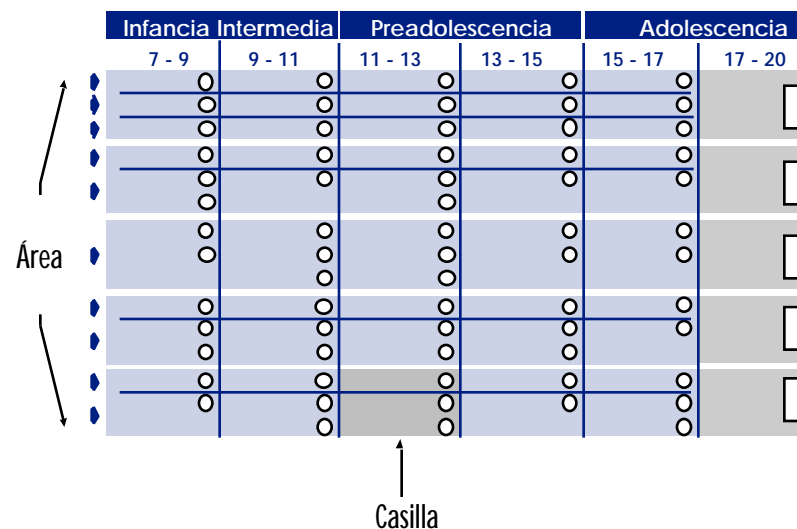 Infancia Intermedia Preadolescencia Adolescencia
7 - 9 9 - 11 11 - 13 13 - 15 15 - 17 17 - 20
Área
Casilla